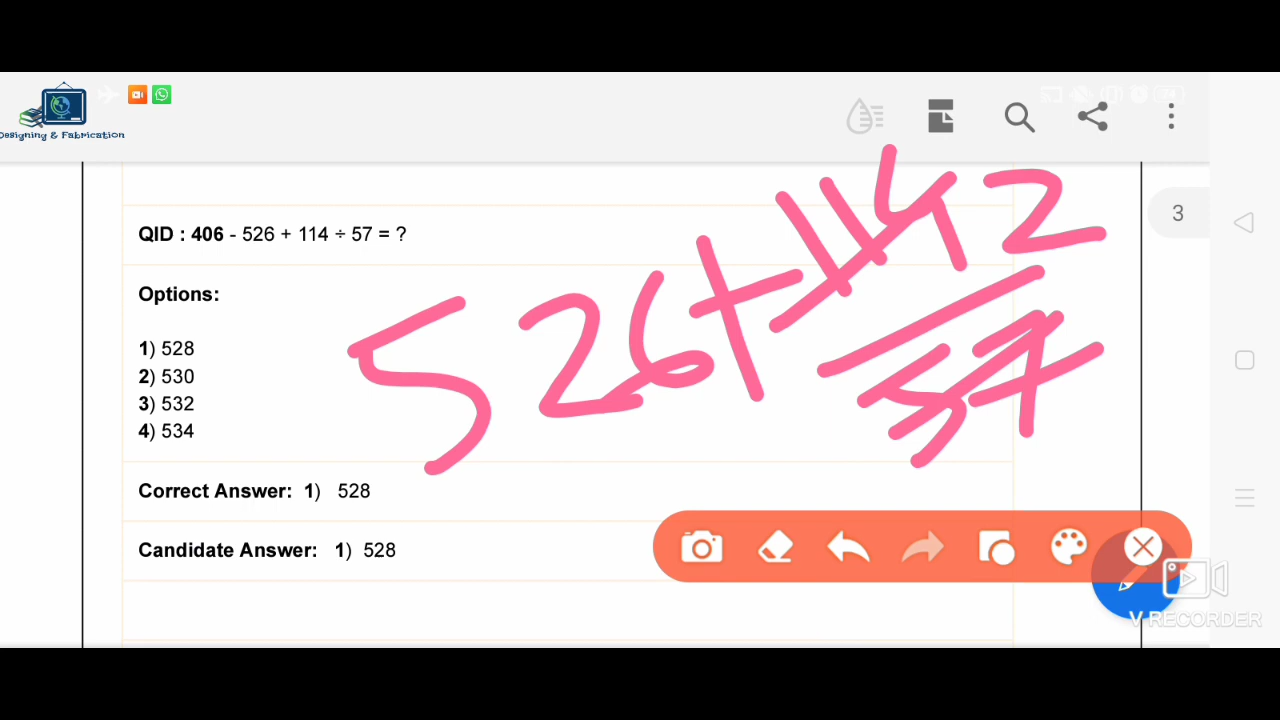 Designing & Fabrication
3
QID : 406 - 526 + 114 ÷ 57 = ?
Options:
1) 528
2) 530
3) 532
4) 534
Correct Answer: 1) 528
Candidate Answer: 1) 528
526+114 2
57
V RECORDER